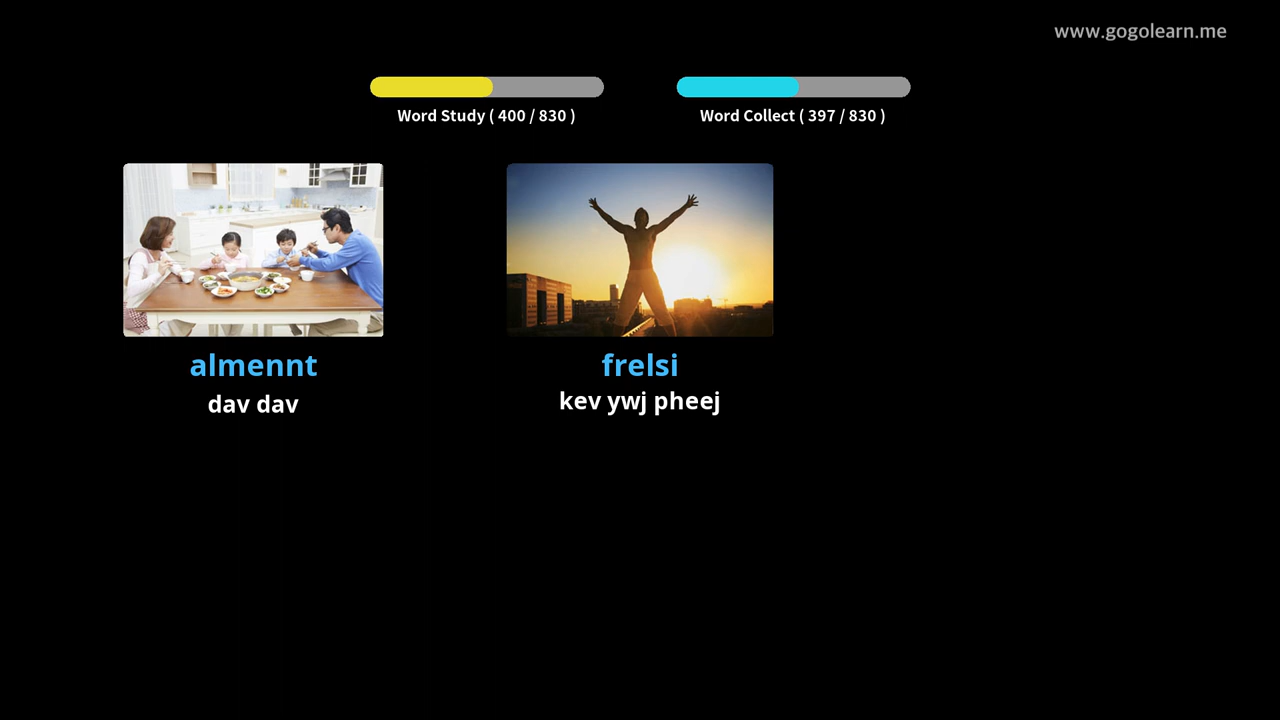 www.gogolearn.me
Word Study ( 400 / 830 )
Word Collect ( 397 / 830 )
almennt
dav dav
frelsi
kev ywj pheej